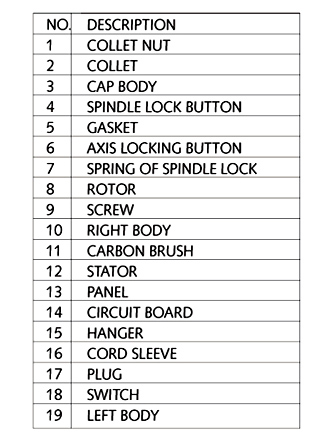 NO. DESCRIPTION
1 COLLET NUT
2 COLLET
3 CAP BODY
4 SPINDLE LOCK BUTTON
5 GASKET
6 AXIS LOCKING BUTTON
7 SPRING OF SPINDLE LOCK
8 ROTOR
9 SCREW
10 RIGHT BODY
11 CARBON BRUSH
12 STATOR
13 PANEL
14 CIRCUIT BOARD
15 HANGER
16 CORD SLEEVE
17 PLUG
18 SWITCH
19 LEFT BODY